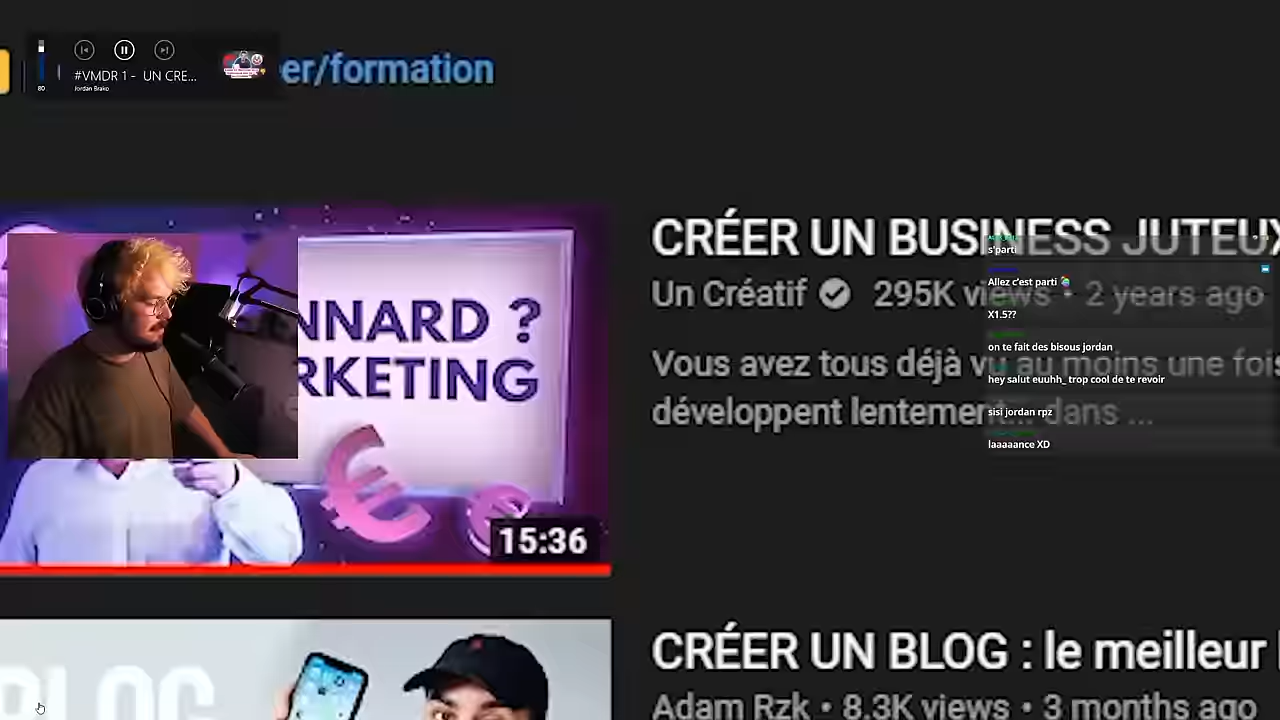 er/formation
#VMDR 1 - UN CRE...
Jordan Brako
80
NNARD ?
RKETING
15:36
CRÉER UN BUSINESS JUTEUX
Un Créatif 295K views • 2 years ago
Vous avez tous déjà vu au moins une fois
développent lentement... dans ...
s'parti
Allez c'est parti
X1.5??
on te fait des bisous jordan
hey salut euuhh_ trop cool de te revoir
sisi jordan rpz
laaaaance XD
BLOG
CRÉER UN BLOG : le meilleur
Adam Rzk • 8.3K views • 3 months ago